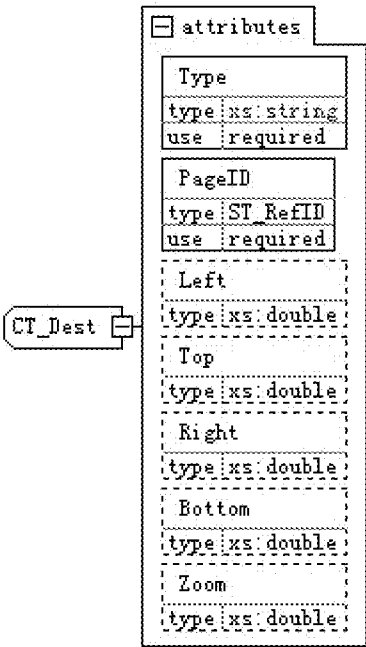 attributes
Type
type xs:string
use required
PageID
type ST_RefID
use required
Left
type xs:double
CT_Dest
Top
type xs:double
Right
type xs:double
Bottom
type xs:double
Zoom
type xs:double